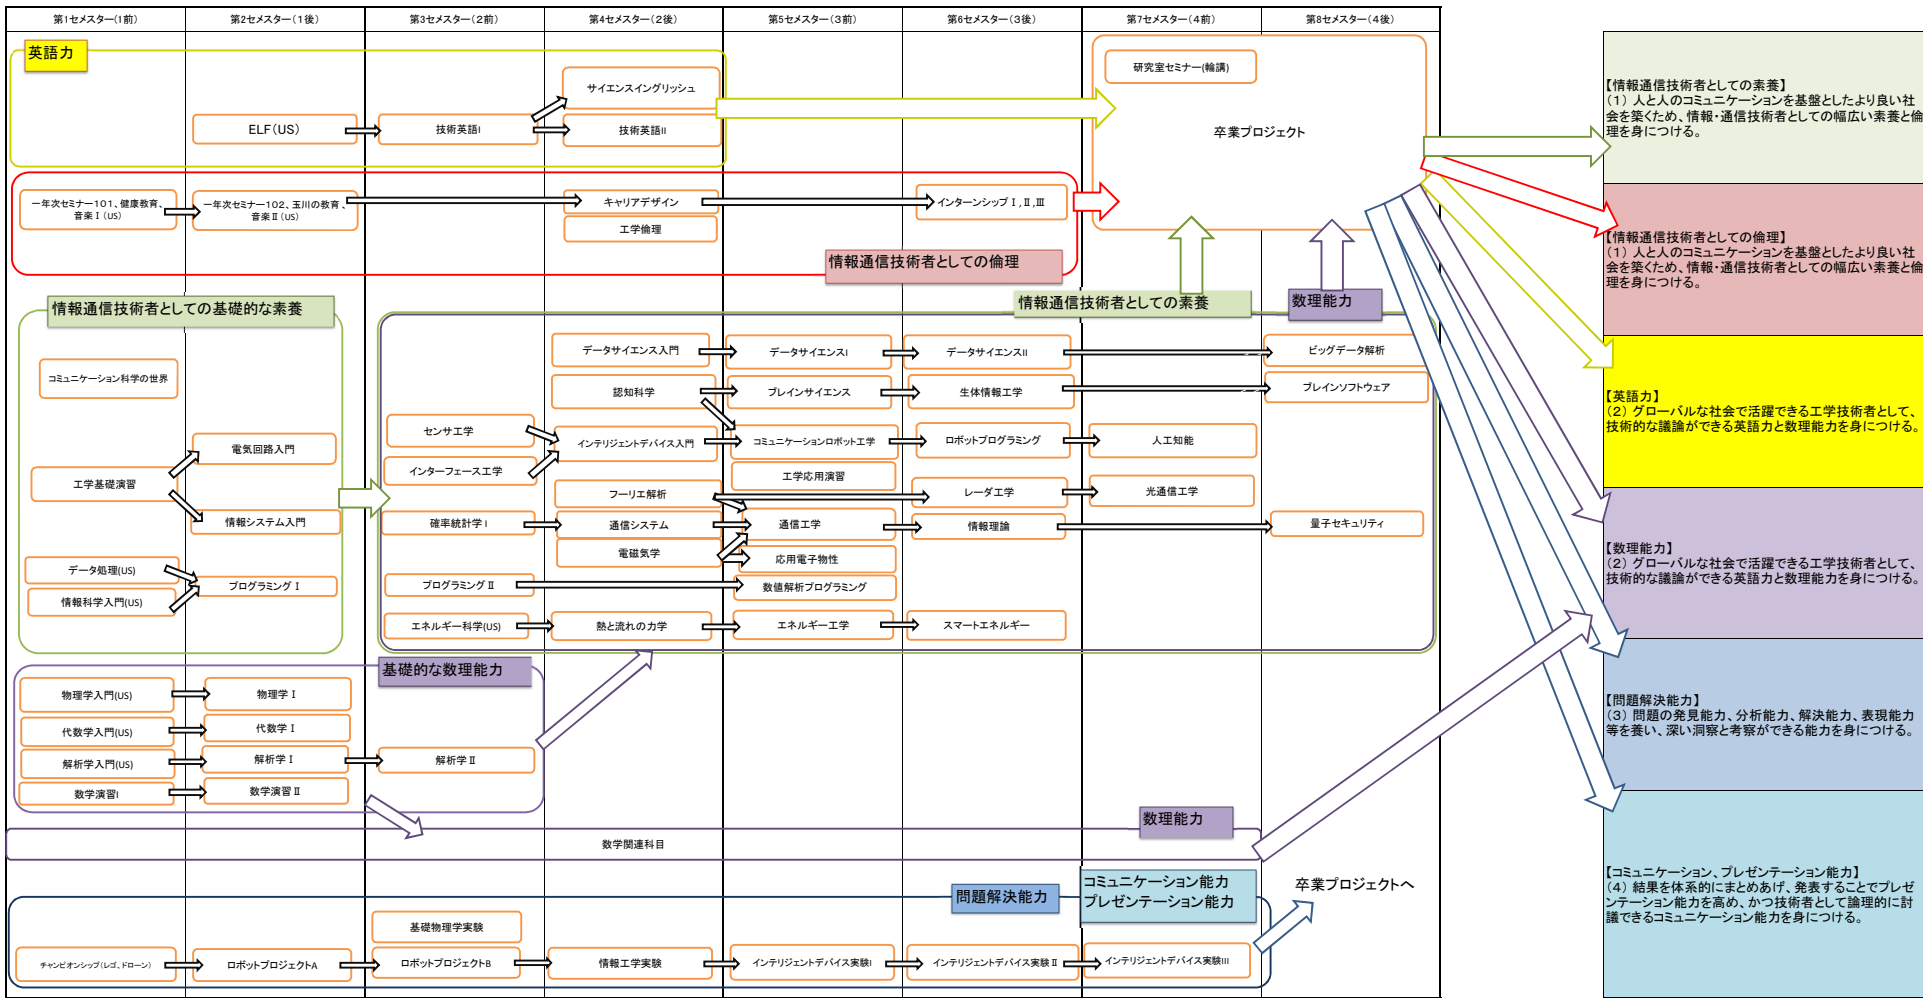 第1セメスター(1前)
第2セメスター(1後)
第3セメスター(2前)
第4セメスター(2後)
第5セメスター(3前)
第6セメスター(3後)
第7セメスター(4前)
第8セメスター(4後)
英語力
サイエンスイングリッシュ
ELF(US)
技術英語I
技術英語II
研究室セミナー(輪講)
卒業プロジェクト
一年次セミナー101、健康教育、
音楽Ⅰ(US)
一年次セミナー102、玉川の教育、
音楽Ⅱ(US)
キャリアデザイン
インターンシップⅠ,Ⅱ,Ⅲ
工学倫理
情報通信技術者としての倫理
情報通信技術者としての基礎的な素養
情報通信技術者としての素養
数理能力
データサイエンス入門
データサイエンスI
データサイエンスII
ビッグデータ解析
コミュニケーション科学の世界
認知科学
ブレインサイエンス
生体情報工学
ブレインソフトウェア
センサ工学
電気回路入門
インテリジェントデバイス入門
コミュニケーションロボット工学
ロボットプログラミング
人工知能
インターフェース工学
工学基礎演習
工学応用演習
フーリエ解析
レーダ工学
光通信工学
情報システム入門
確率統計学Ⅰ
通信システム
通信工学
情報理論
量子セキュリティ
電磁気学
応用電子物性
データ処理(US)
プログラミングⅠ
プログラミングⅡ
数値解析プログラミング
情報科学入門(US)
エネルギー科学(US)
熱と流れの力学
エネルギー工学
スマートエネルギー
基礎的な数理能力
物理学入門(US)
物理学Ⅰ
代数学入門(US)
代数学Ⅰ
解析学入門(US)
解析学Ⅰ
解析学Ⅱ
数学演習I
数学演習Ⅱ
数理能力
数学関連科目
問題解決能力
コミュニケーション能力
プレゼンテーション能力
卒業プロジェクトへ
基礎物理学実験
チャンピオンシップ(レゴ、ドローン)
ロボットプロジェクトA
ロボットプロジェクトB
情報工学実験
インテリジェントデバイス実験I
インテリジェントデバイス実験Ⅱ
インテリジェントデバイス実験III
【情報通信技術者としての素養】
(1) 人と人のコミュニケーションを基盤としたより良い社
会を築くため、情報・通信技術者としての幅広い素養と倫
理を身につける。
【情報通信技術者としての倫理】
(1) 人と人のコミュニケーションを基盤としたより良い社
会を築くため、情報・通信技術者としての幅広い素養と倫
理を身につける。
【英語力】
(2) グローバルな社会で活躍できる工学技術者として、
技術的な議論ができる英語力と数理能力を身につける。
【数理能力】
(2) グローバルな社会で活躍できる工学技術者として、
技術的な議論ができる英語力と数理能力を身につける。
【問題解決能力】
(3) 問題の発見能力、分析能力、解決能力、表現能力
等を養い、深い洞察と考察ができる能力を身につける。
【コミュニケーション、プレゼンテーション能力】
(4) 結果を体系的にまとめあげ、発表することでプレゼ
ンテーション能力を高め、かつ技術者として論理的に討
議できるコミュニケーション能力を身につける。